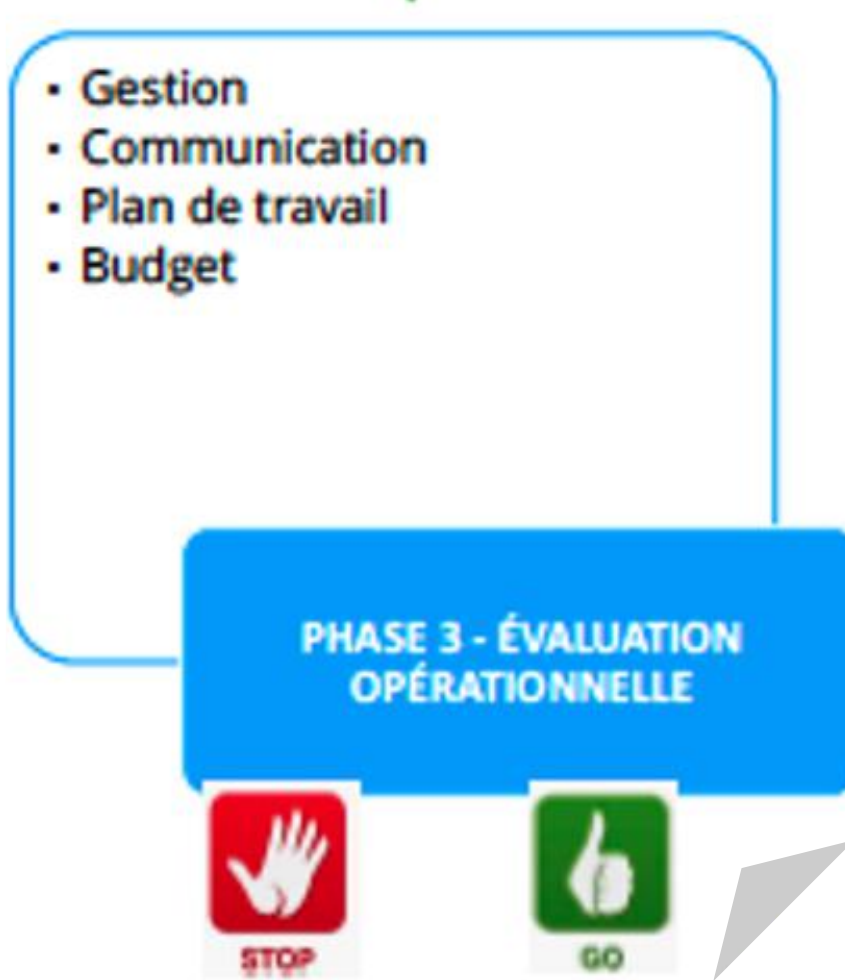 ▪ Gestion
▪ Communication
▪ Plan de travail
▪ Budget
PHASE 3 - ÉVALUATION
OPÉRATIONNELLE
STOP
GO